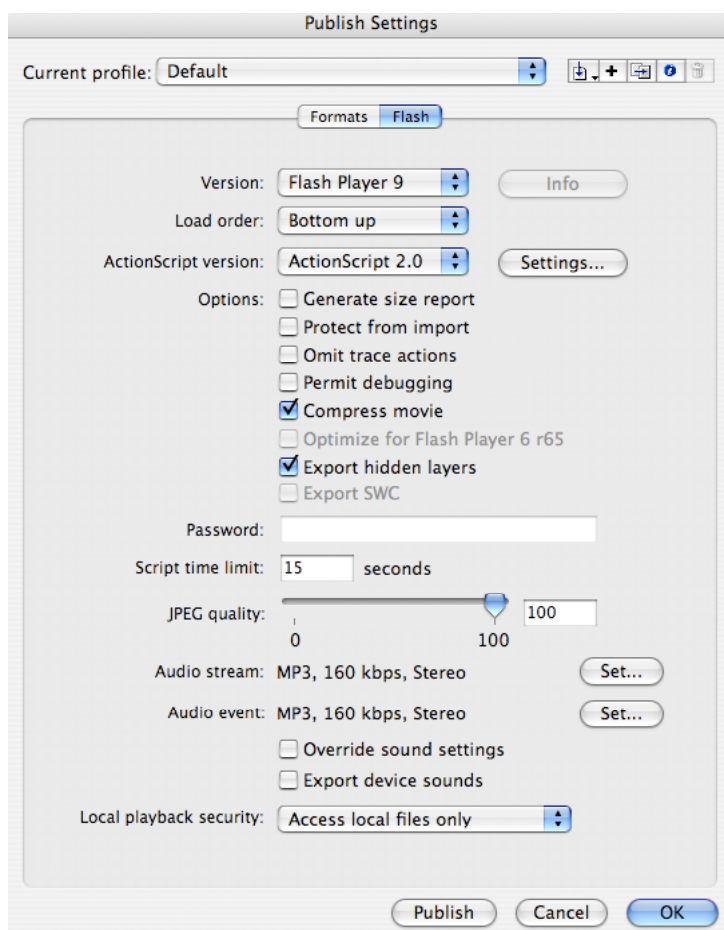 Publish Settings
Current profile: Default
Formats Flash
Version: Flash Player 9 Info
Load order: Bottom up
ActionScript version: ActionScript 2.0 Settings...
Options: Generate size report
Protect from import
Omit trace actions
Permit debugging
Compress movie
Optimize for Flash Player 6 r65
Export hidden layers
Export SWC
Password:
Script time limit: 15 seconds
JPEG quality: 100
0 100
Audio stream: MP3, 160 kbps, Stereo Set...
Audio event: MP3, 160 kbps, Stereo Set...
Override sound settings
Export device sounds
Local playback security: Access local files only
Publish Cancel OK